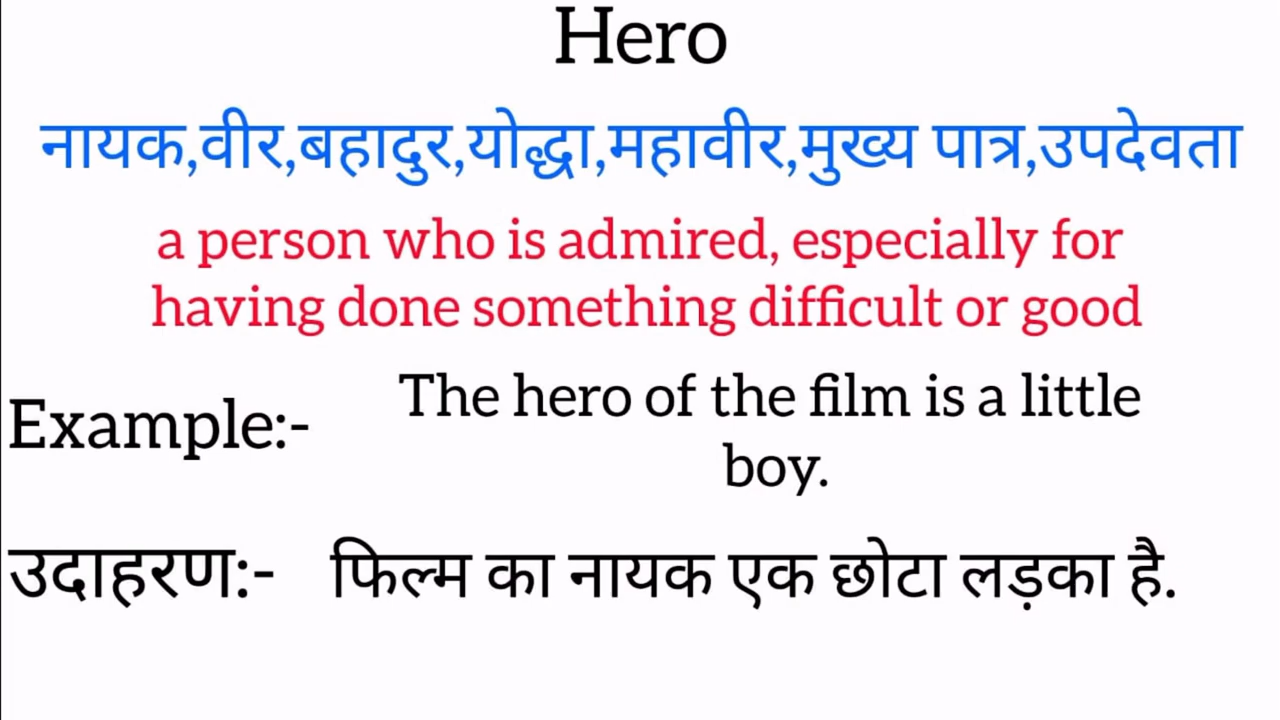 Hero
नायक,वीर,बहादुर,योद्धा,महावीर,मुख्य पात्र,उपदेवता
a person who is admired, especially for
having done something difficult or good
Example:- The hero of the film is a little
boy.
उदाहरण:- फिल्म का नायक एक छोटा लड़का है.